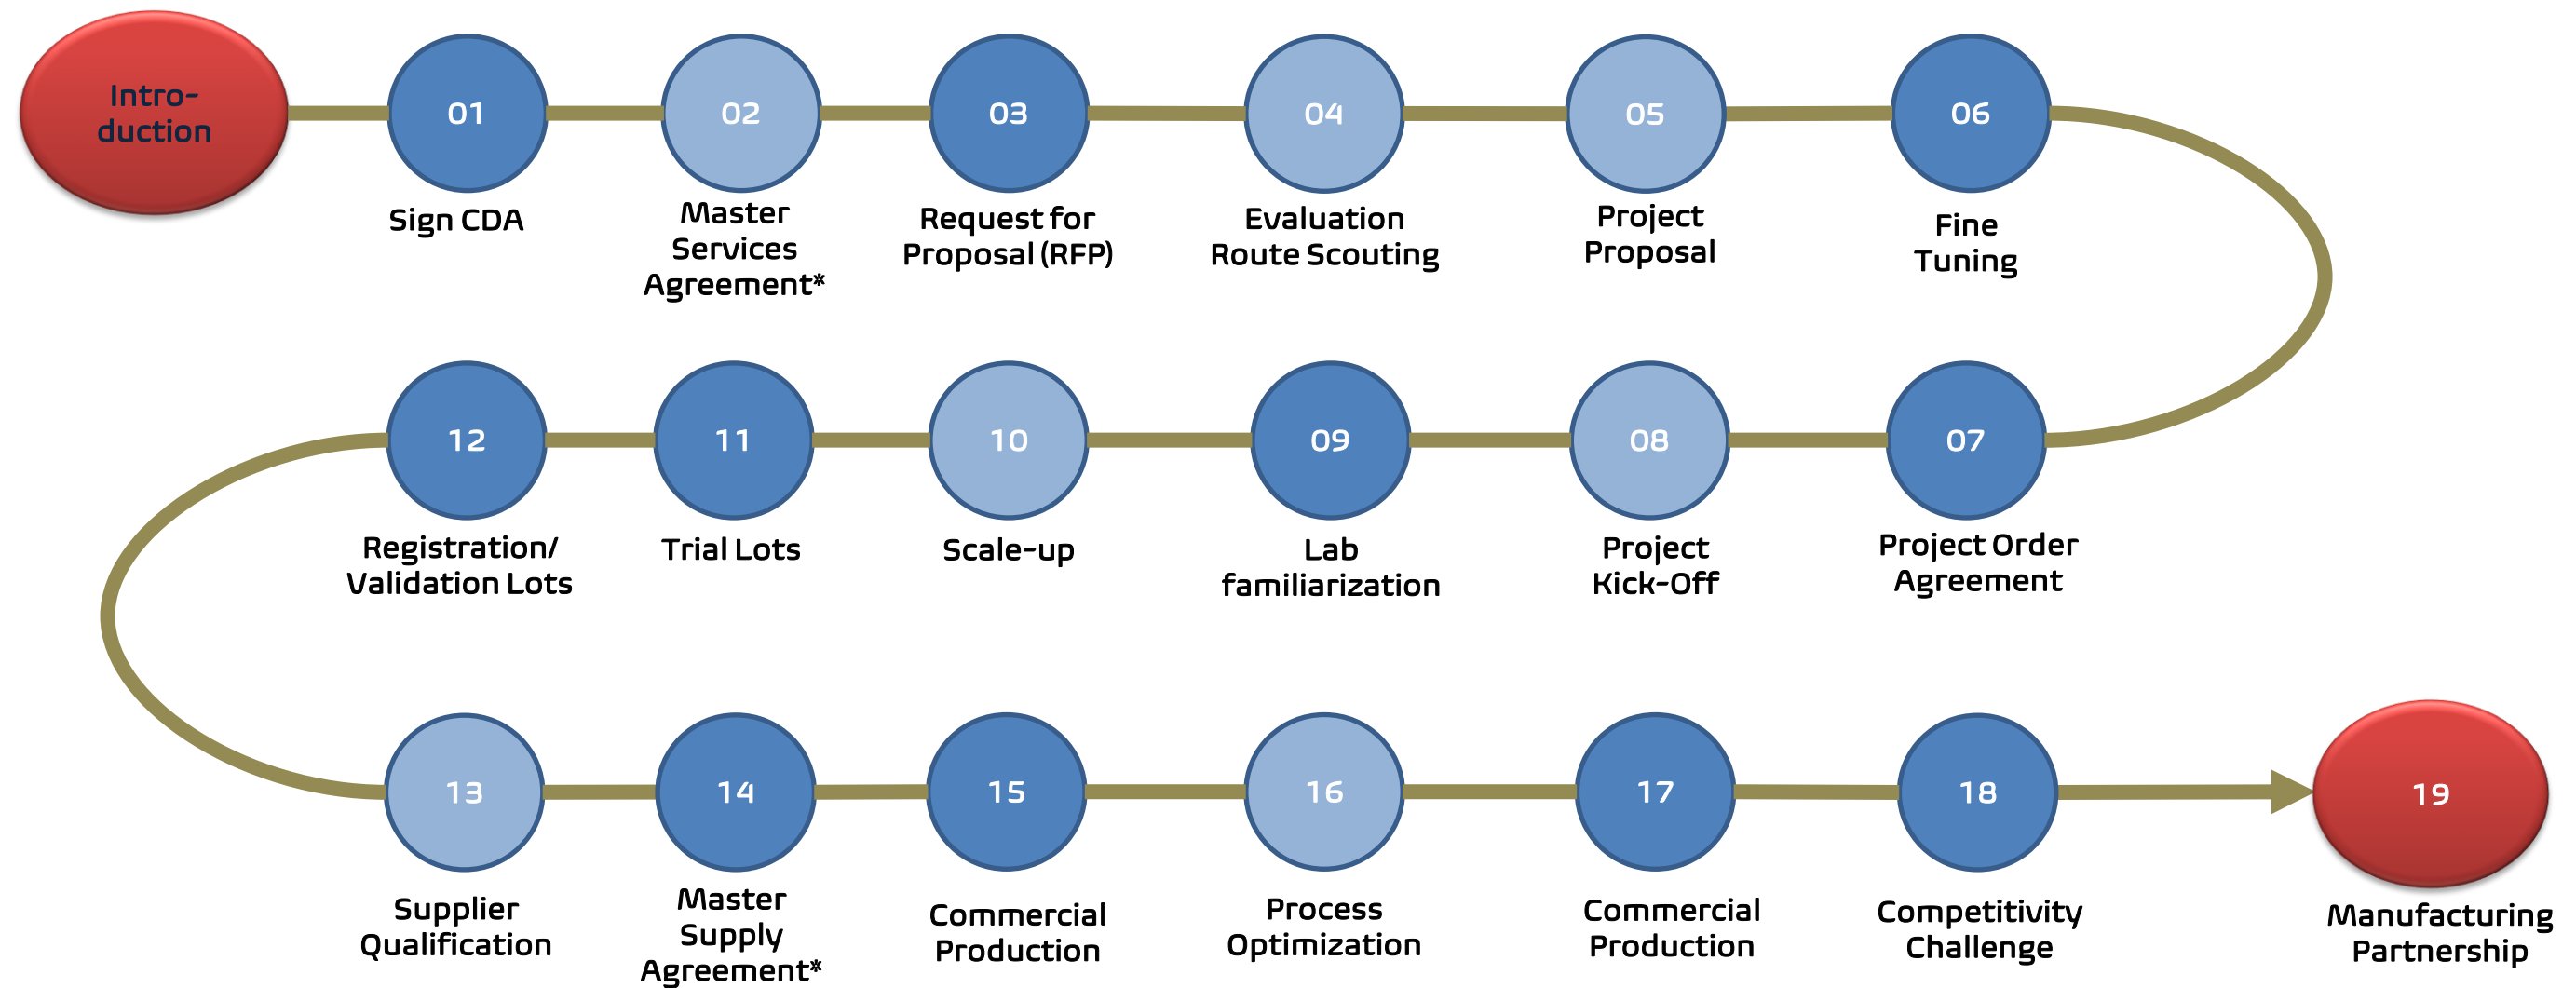 Intro-
duction
01
02
03
04
05
06
Sign CDA
Master
Services
Agreement*
Request for
Proposal (RFP)
Evaluation
Route Scouting
Project
Proposal
Fine
Tuning
12
11
10
09
08
07
Registration/
Validation Lots
Trial Lots
Scale-up
Lab
familiarization
Project
Kick-Off
Project Order
Agreement
13
14
15
16
17
18
19
Supplier
Qualification
Master
Supply
Agreement*
Commercial
Production
Process
Optimization
Commercial
Production
Competitivity
Challenge
Manufacturing
Partnership